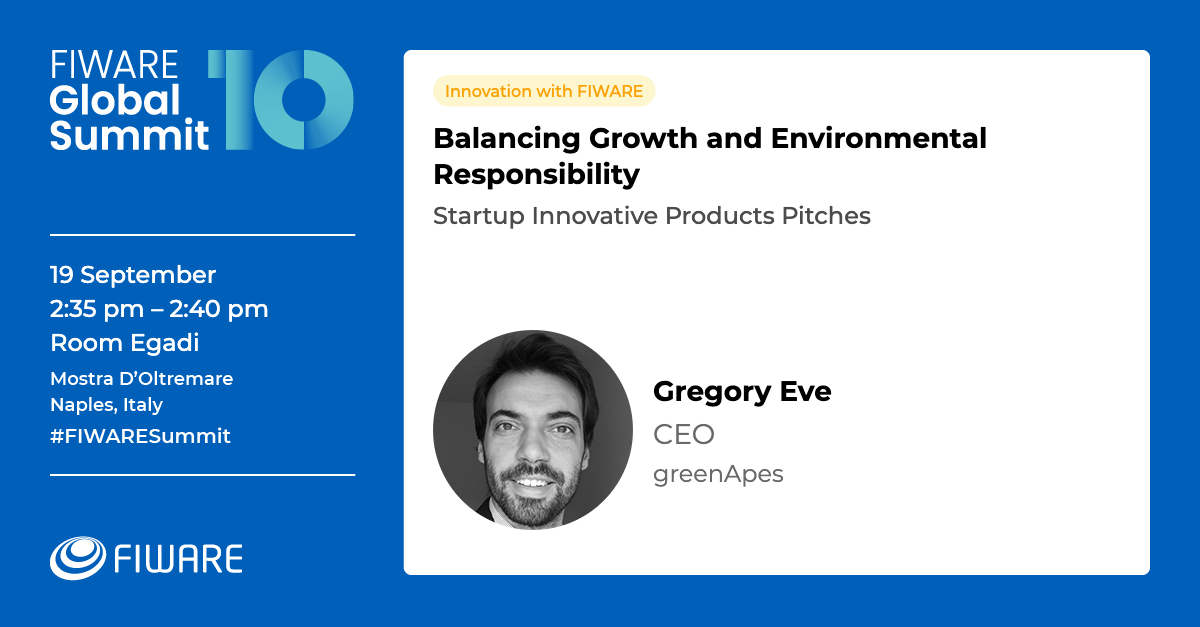 FIWARE
Global
Summit
10
19 September
2:35 pm – 2:40 pm
Room Egadi
Mostra D’Oltremare
Naples, Italy
#FIWARESummit
FIWARE
Innovation with FIWARE
Balancing Growth and Environmental
Responsibility
Startup Innovative Products Pitches
Gregory Eve
CEO
greenApes